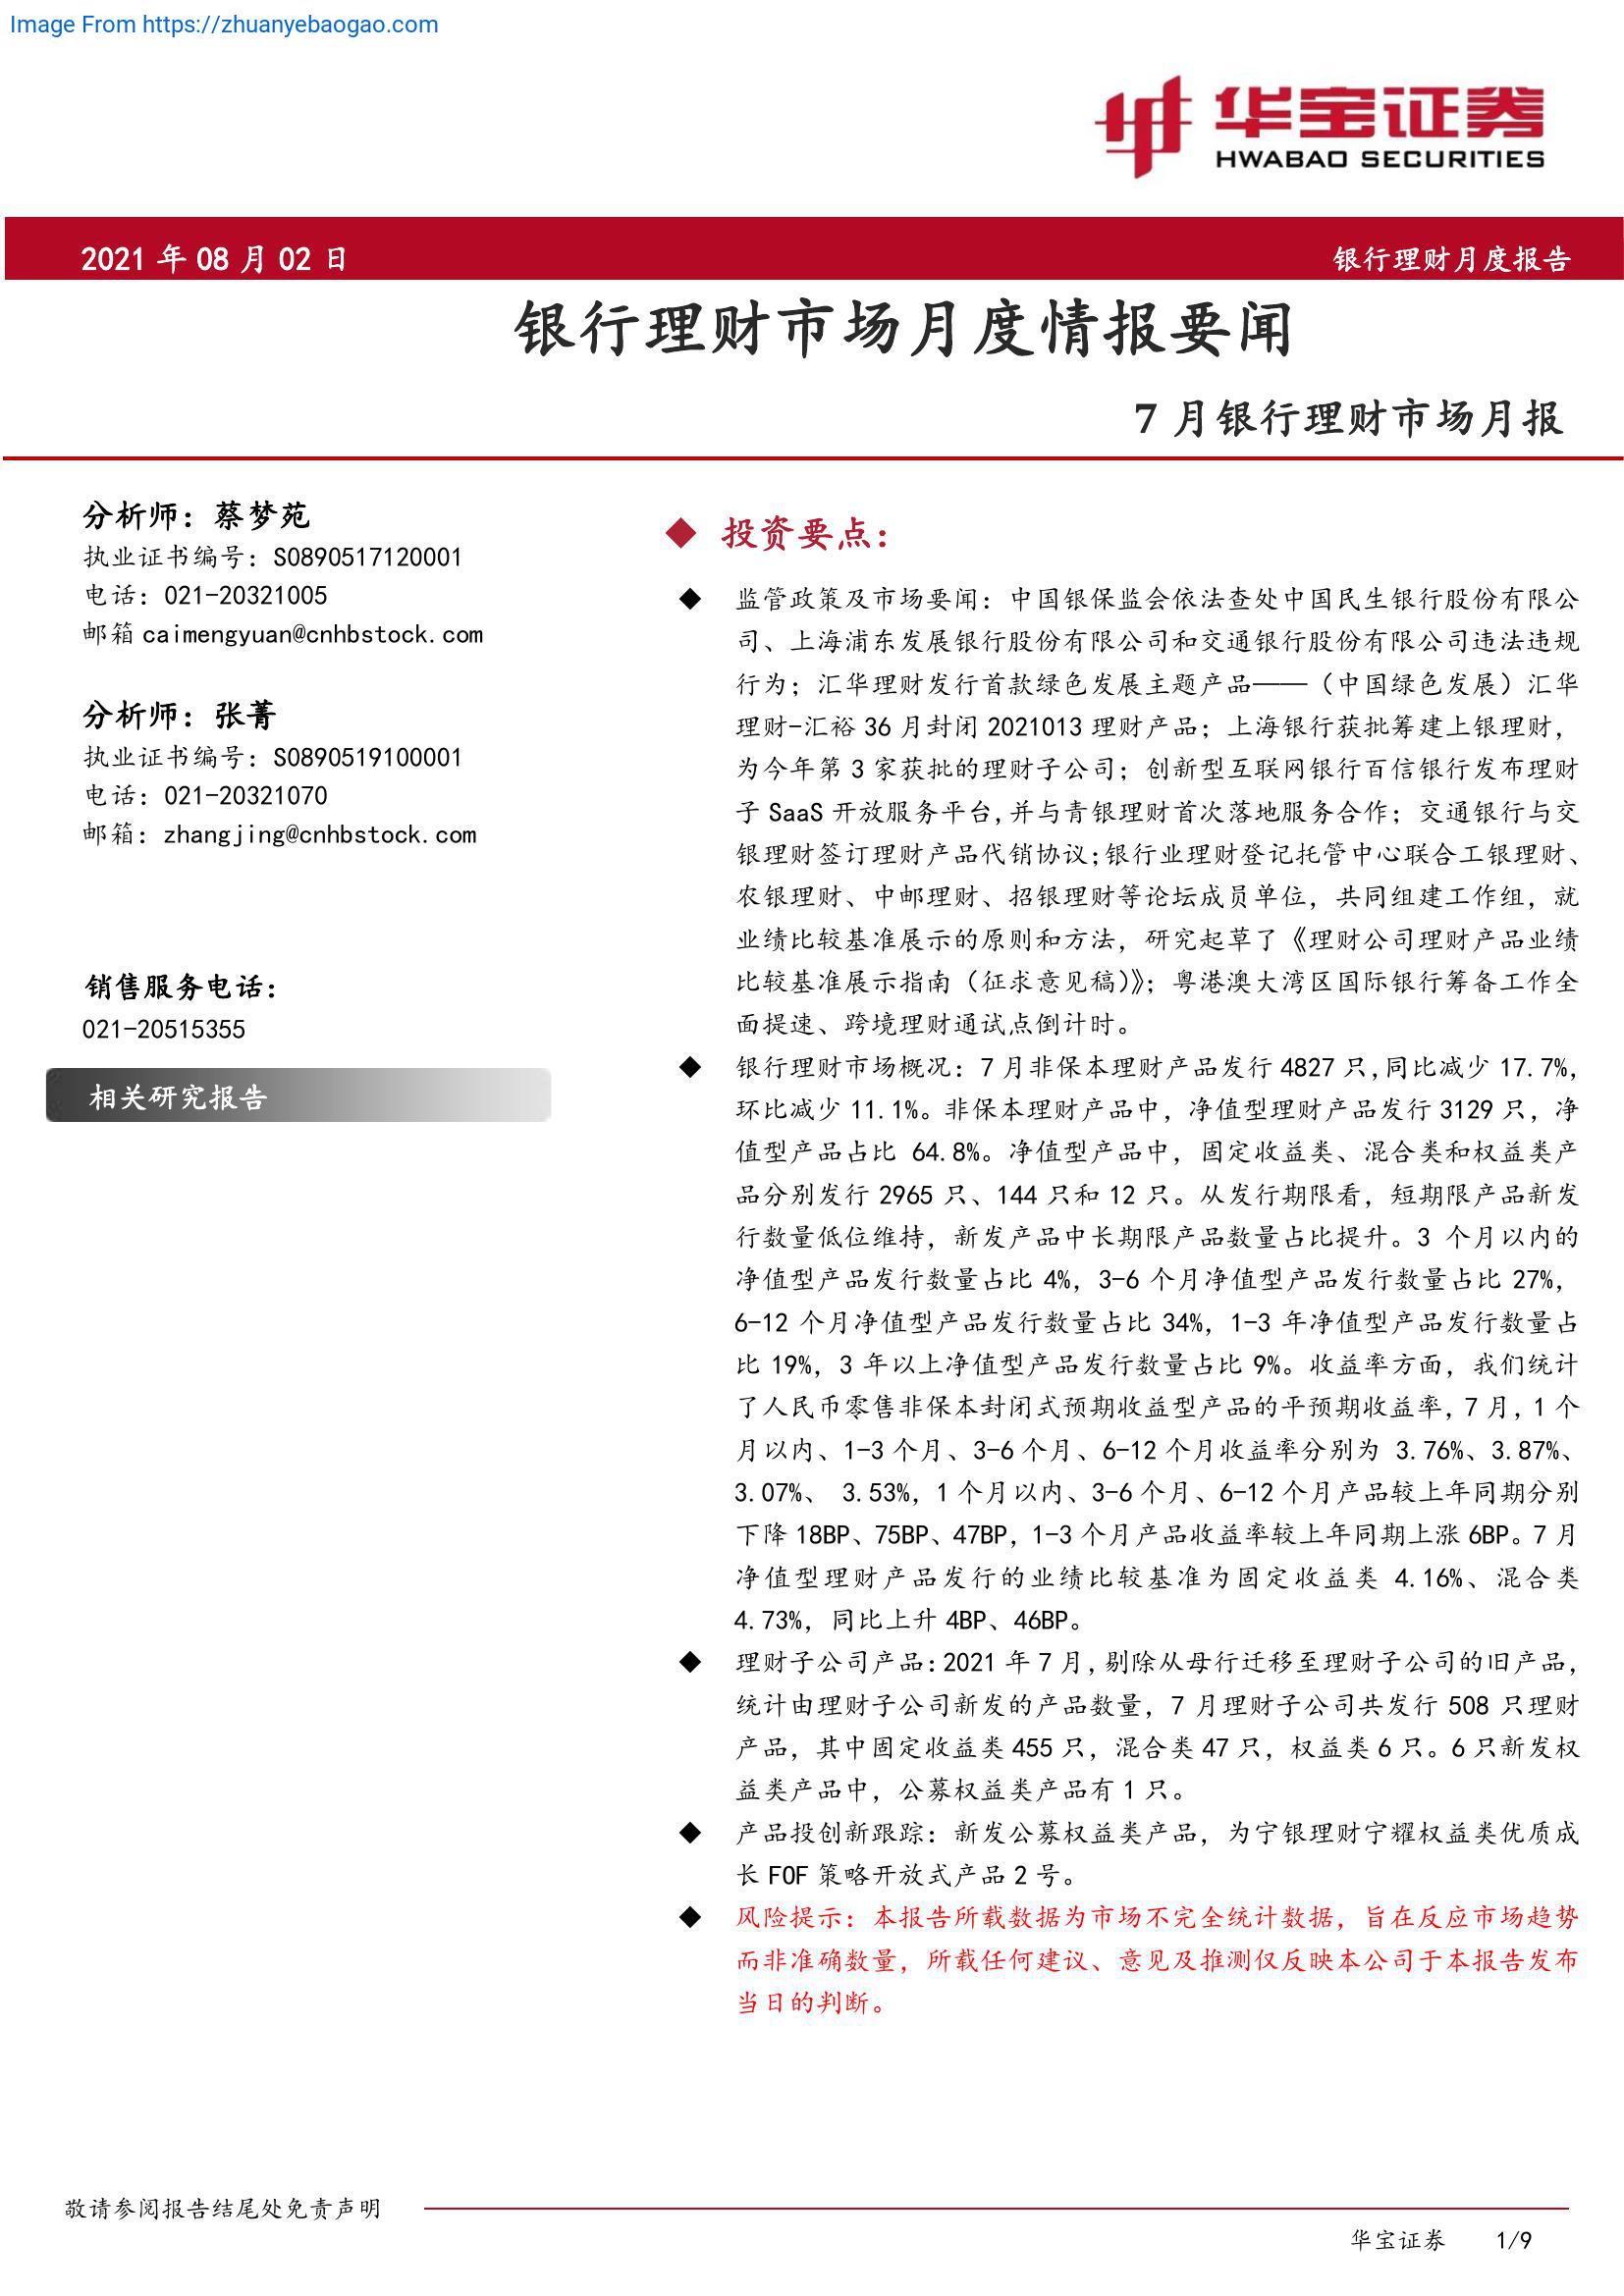 Image From https://zhuanyebaogao.com
华宝证券
HWABAO SECURITIES
2021 年 08 月 02 日
银行理财月度报告
银行理财市场月度情报要闻
7 月银行理财市场月报
分析师：蔡梦苑
执业证书编号：S0890517120001
电话：021-20321005
邮箱 caimengyuan@cnhbstock.com
分析师：张菁
执业证书编号：S0890519100001
电话：021-20321070
邮箱：zhangjing@cnhbstock.com
销售服务电话：
021-20515355
相关研究报告
◆ 投资要点：
◆ 监管政策及市场要闻：中国银保监会依法查处中国民生银行股份有限公
司、上海浦东发展银行股份有限公司和交通银行股份有限公司违法违规
行为；汇华理财发行首款绿色发展主题产品——（中国绿色发展）汇华
理财-汇裕 36 月封闭 2021013 理财产品；上海银行获批筹建上银理财，
为今年第 3 家获批的理财子公司；创新型互联网银行百信银行发布理财
子 SaaS 开放服务平台,并与青银理财首次落地服务合作；交通银行与交
银理财签订理财产品代销协议;银行业理财登记托管中心联合工银理财、
农银理财、中邮理财、招银理财等论坛成员单位，共同组建工作组，就
业绩比较基准展示的原则和方法，研究起草了《理财公司理财产品业绩
比较基准展示指南（征求意见稿）》；粤港澳大湾区国际银行筹备工作全
面提速、跨境理财通试点倒计时。
◆ 银行理财市场概况：7 月非保本理财产品发行 4827 只,同比减少 17.7%,
环比减少 11.1%。非保本理财产品中，净值型理财产品发行 3129 只，净
值型产品占比 64.8%。净值型产品中，固定收益类、混合类和权益类产
品分别发行 2965 只、144 只和 12 只。从发行期限看，短期限产品新发
行数量低位维持，新发产品中长期限产品数量占比提升。3 个月以内的
净值型产品发行数量占比 4%，3-6 个月净值型产品发行数量占比 27%，
6-12 个月净值型产品发行数量占比 34%，1-3 年净值型产品发行数量占
比 19%，3 年以上净值型产品发行数量占比 9%。收益率方面，我们统计
了人民币零售非保本封闭式预期收益型产品的平预期收益率，7 月，1 个
月以内、1-3 个月、3-6 个月、6-12 个月收益率分别为 3.76%、3.87%、
3.07%、 3.53%，1 个月以内、3-6 个月、6-12 个月产品较上年同期分别
下降 18BP、75BP、47BP，1-3 个月产品收益率较上年同期上涨 6BP。7 月
净值型理财产品发行的业绩比较基准为固定收益类 4.16%、混合类
4.73%，同比上升 4BP、46BP。
◆ 理财子公司产品：2021 年 7 月，剔除从母行迁移至理财子公司的旧产品，
统计由理财子公司新发的产品数量，7 月理财子公司共发行 508 只理财
产品，其中固定收益类 455 只，混合类 47 只，权益类 6 只。6 只新发权
益类产品中，公募权益类产品有 1 只。
◆ 产品投创新跟踪：新发公募权益类产品，为宁银理财宁耀权益类优质成
长 FOF 策略开放式产品 2 号。
◆ 风险提示：本报告所载数据为市场不完全统计数据，旨在反应市场趋势
而非准确数量，所载任何建议、意见及推测仅反映本公司于本报告发布
当日的判断。
敬请参阅报告结尾处免责声明
华宝证券 1/9